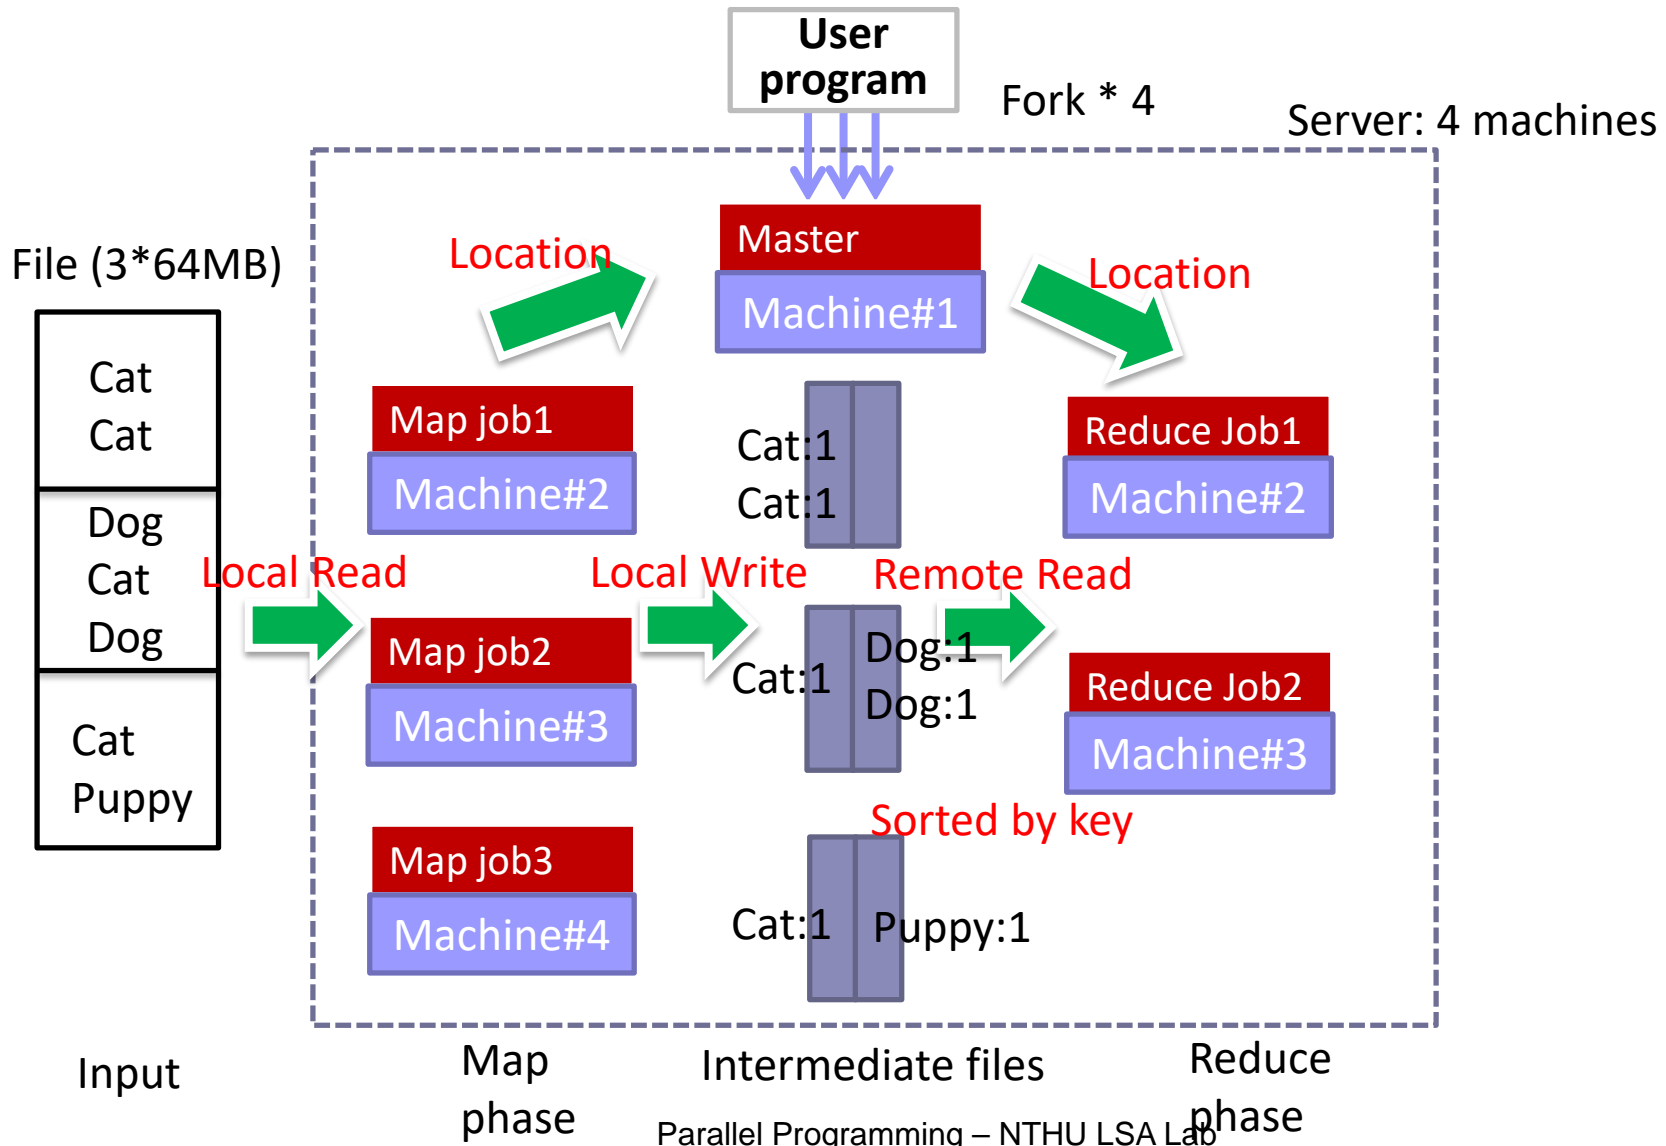 User
program
Fork * 4
Server: 4 machines
File (3*64MB)
Location
Master
Machine#1
Location
Cat
Cat
Dog
Cat
Dog
Cat
Puppy
Local Read
Map job1
Machine#2
Map job2
Machine#3
Map job3
Machine#4
Local Write
Cat:1
Cat:1
Cat:1
Dog:1
Dog:1
Cat:1
Puppy:1
Remote Read
Sorted by key
Reduce Job1
Machine#2
Reduce Job2
Machine#3
Input
Map
phase
Intermediate files
Reduce
phase
Parallel Programming – NTHU LSA Lab